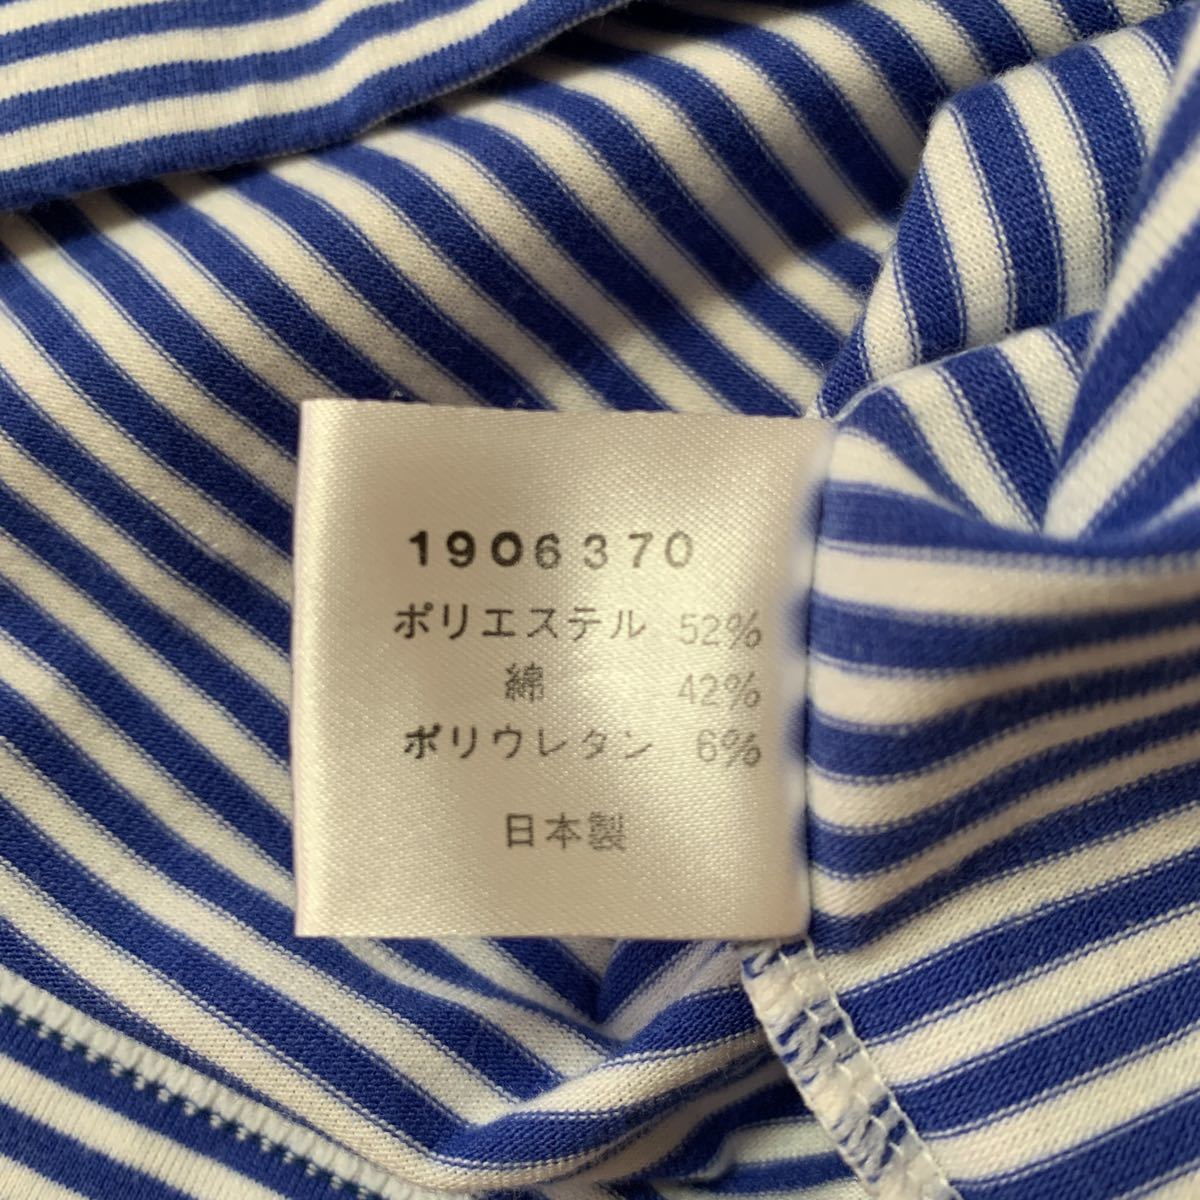 1906370
ポリエステル 52%
綿 42%
ポリウレタン 6%
日本製